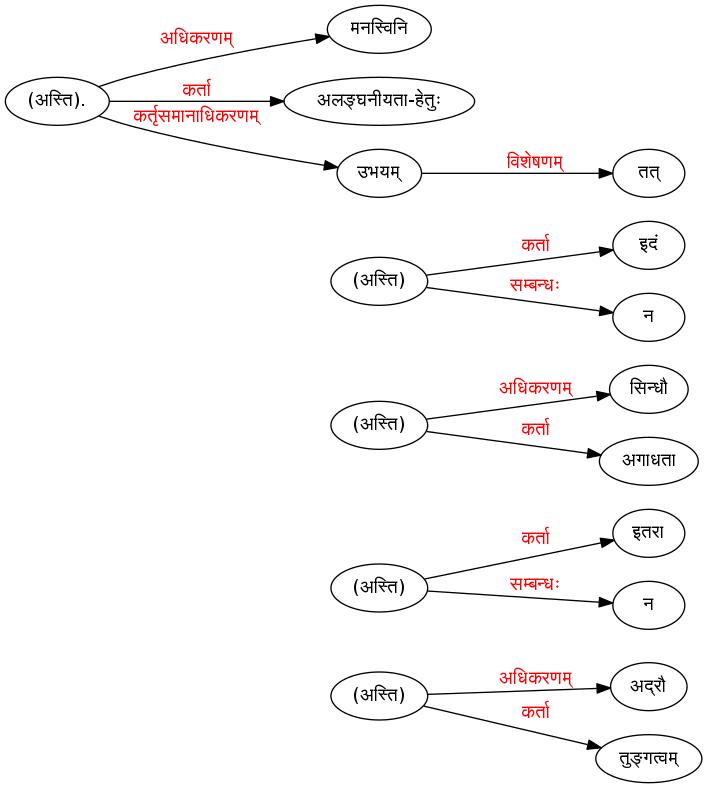 अधिकरणम्
मनस्विनि
(अस्ति).
कर्ता
अलङ्घनीयता-हेतुः
कर्तृसमानाधिकरणम्
उभयम्
विशेषणम्
तत्
(अस्ति)
कर्ता
इदं
सम्बन्धः
न
(अस्ति)
अधिकरणम्
सिन्धौ
कर्ता
अगाधता
(अस्ति)
कर्ता
इतरा
सम्बन्धः
न
(अस्ति)
अधिकरणम्
अद्रौ
कर्ता
तुङ्गत्वम्